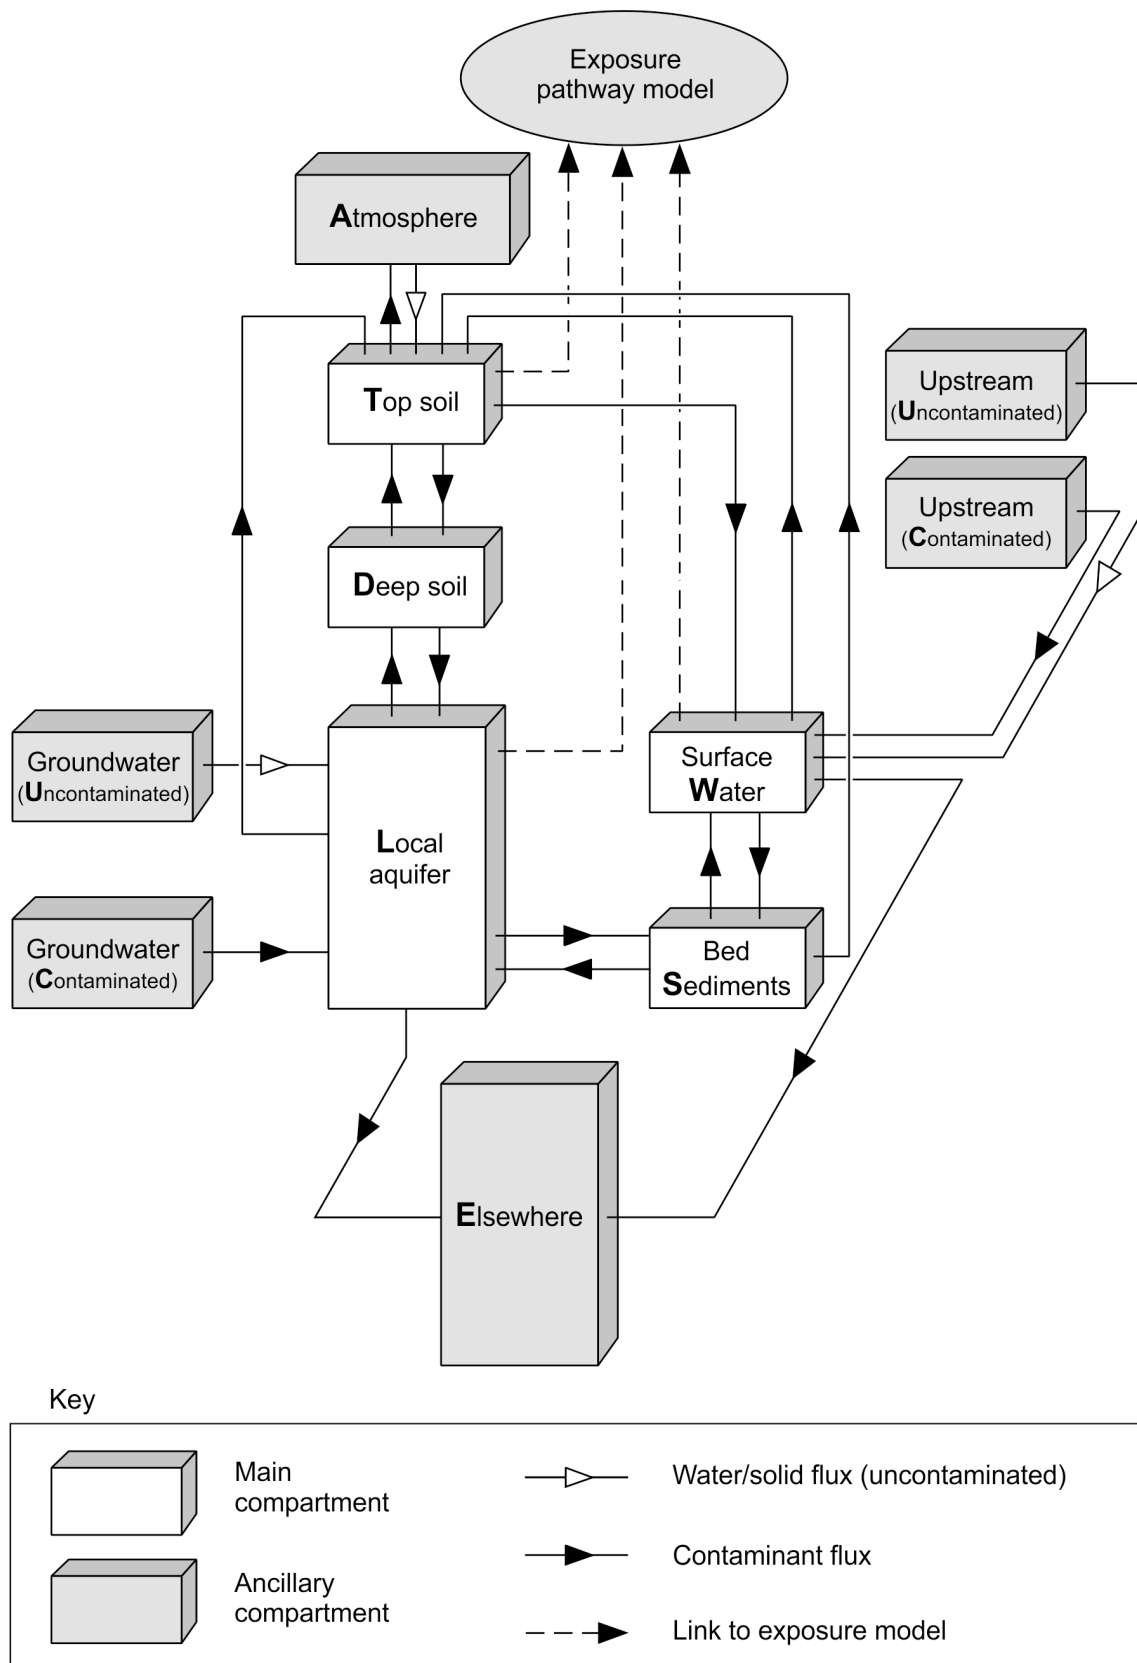 Exposure
pathway model
Atmosphere
Top soil
Upstream
(Uncontaminated)
Upstream
(Contaminated)
Deep soil
Groundwater
(Uncontaminated)
Surface
Water
Local
aquifer
Groundwater
(Contaminated)
Bed
Sediments
Elsewhere
Key
Main
compartment
Water/solid flux (uncontaminated)
Contaminant flux
Ancillary
compartment
Link to exposure model